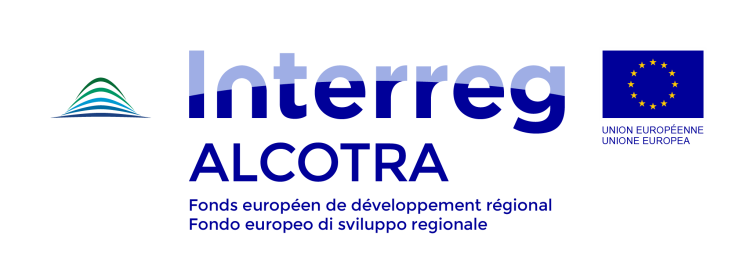 Interreg
ALCOTRA
Fonds européen de développement régional
Fondo europeo di sviluppo regionale
UNION EUROPÉENNE
UNIONE EUROPEA